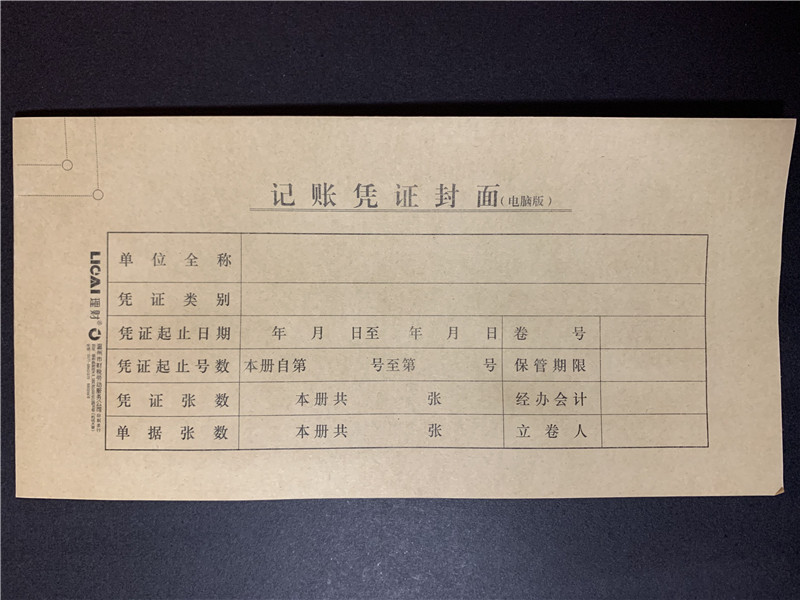 记账凭证封面(电脑版)
单位全称
凭证类别
凭证起止日期 年 月 日至 年 月 日 卷号
凭证起止号数 本册自第 号至第 号 保管期限
凭证张数 本册共 张 经办会计
单据张数 本册共 张 立卷人
LICAI 理财®